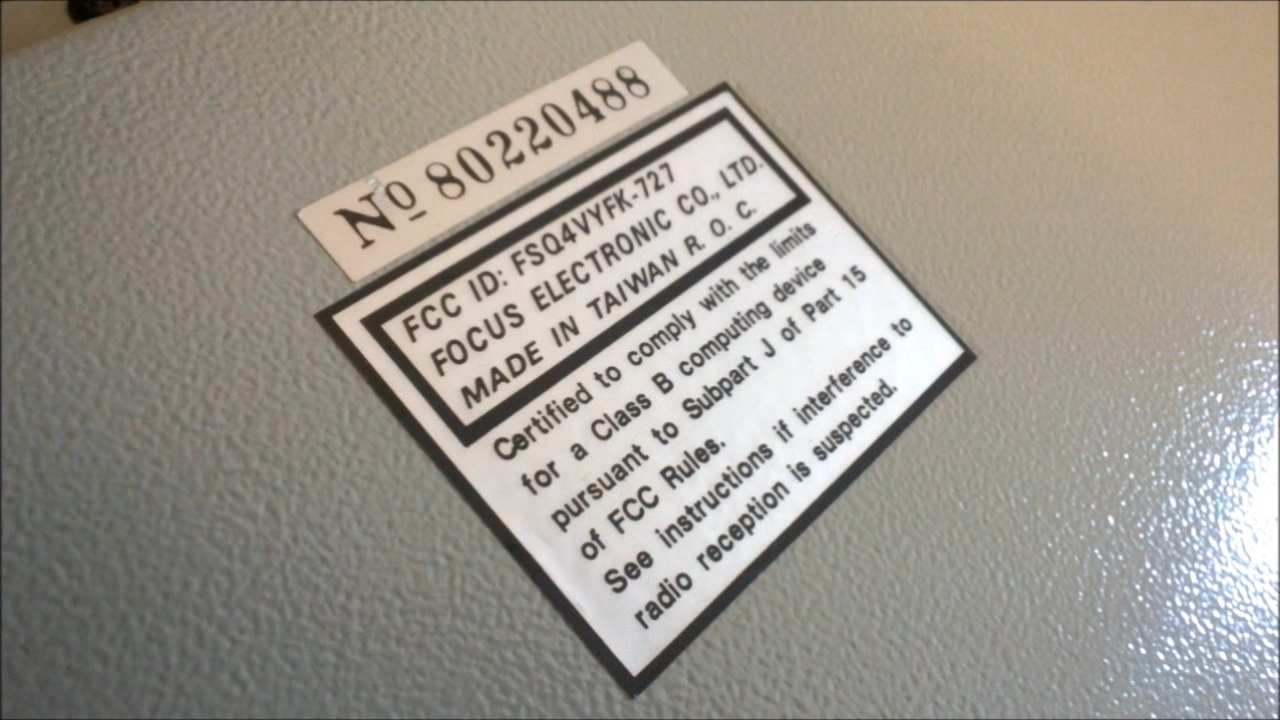 Nº 80220488
FCC ID: FSQ4VYFK-727
FOCUS ELECTRONIC CO., LTD.
MADE IN TAIWAN R. O. C.
Certified to comply with the limits
for a Class B computing device
pursuant to Subpart J of Part 15
of FCC Rules.
See instructions if interference to
radio reception is suspected.